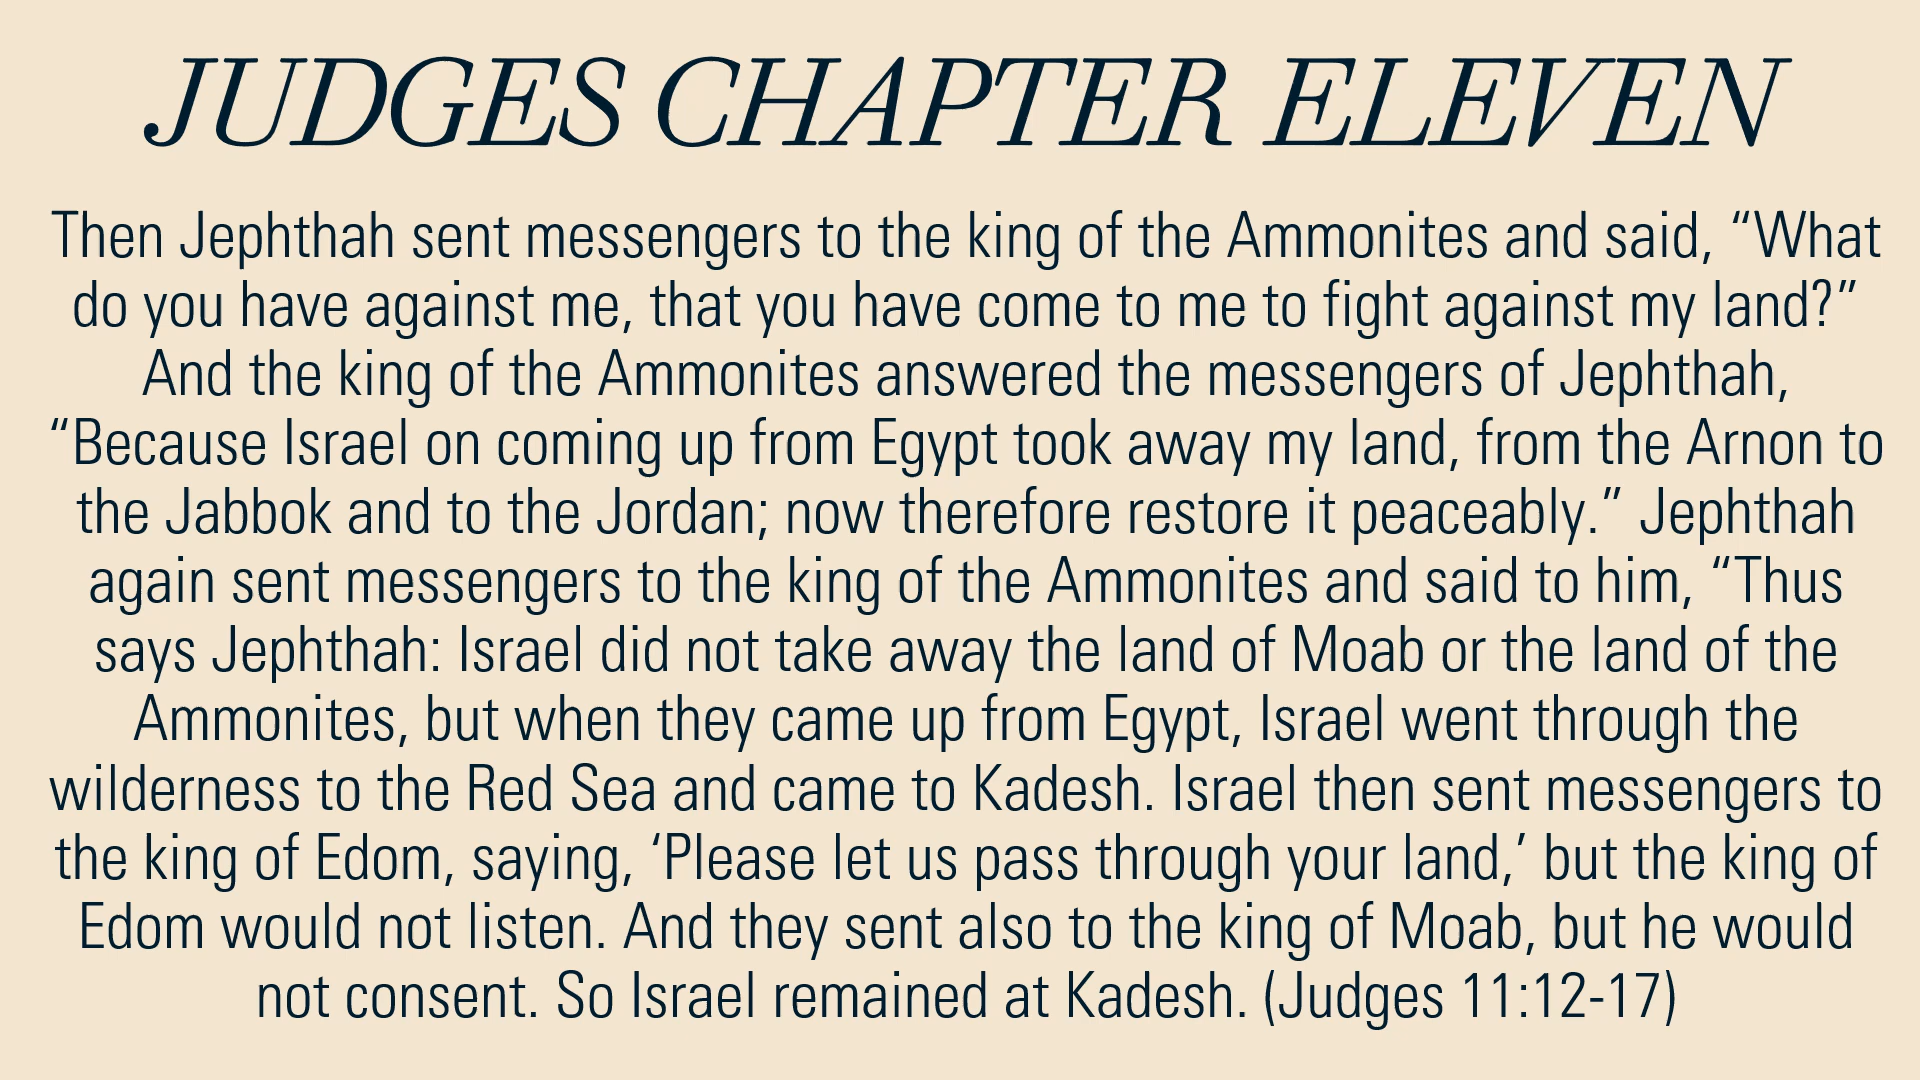 JUDGES CHAPTER ELEVEN
Then Jephthah sent messengers to the king of the Ammonites and said, “What
do you have against me, that you have come to me to fight against my land?”
And the king of the Ammonites answered the messengers of Jephthah,
“Because Israel on coming up from Egypt took away my land, from the Arnon to
the Jabbok and to the Jordan; now therefore restore it peaceably.” Jephthah
again sent messengers to the king of the Ammonites and said to him, “Thus
says Jephthah: Israel did not take away the land of Moab or the land of the
Ammonites, but when they came up from Egypt, Israel went through the
wilderness to the Red Sea and came to Kadesh. Israel then sent messengers to
the king of Edom, saying, ‘Please let us pass through your land,’ but the king of
Edom would not listen. And they sent also to the king of Moab, but he would
not consent. So Israel remained at Kadesh. (Judges 11:12-17)